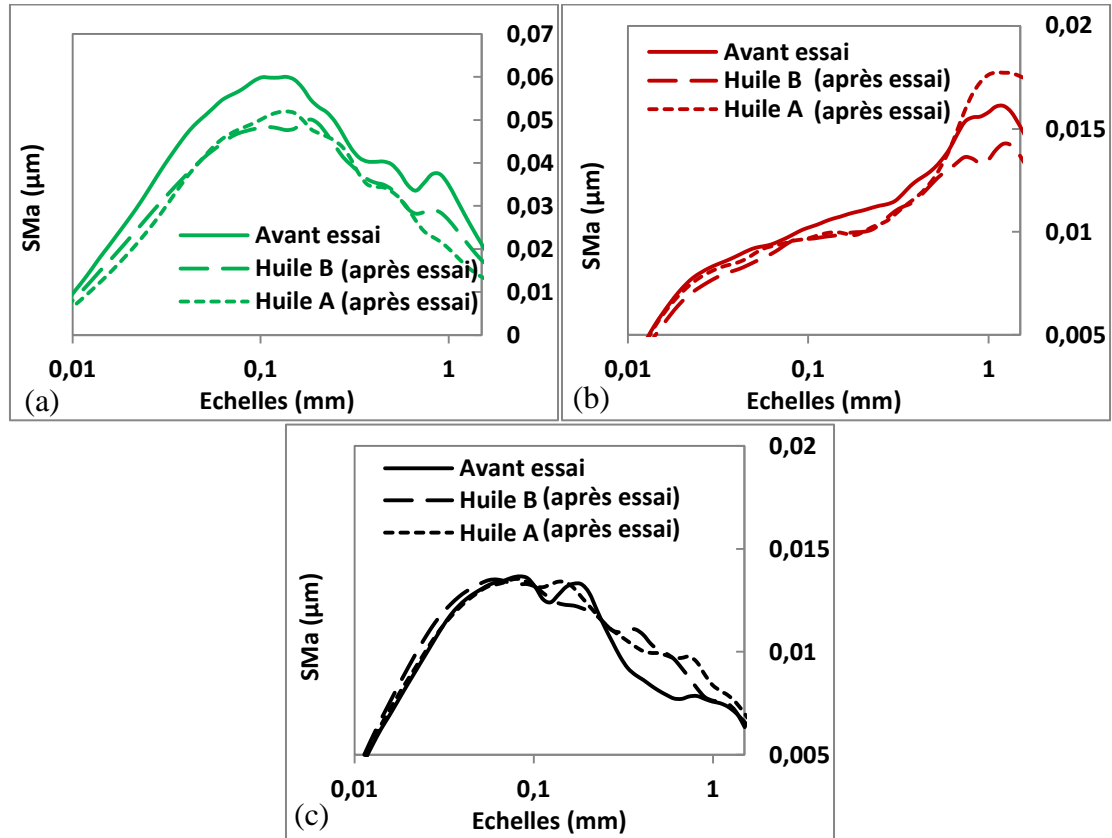 0,07
0,06
0,05
0,04
0,03
0,02
0,01
0
SMa (µm)
Avant essai
Huile B (après essai)
Huile A (après essai)
0,01
0,1
1
Echelles (mm)
(a)
0,02
0,015
0,01
0,005
SMa (µm)
Avant essai
Huile B (après essai)
Huile A (après essai)
0,01
0,1
1
Echelles (mm)
(b)
0,02
0,015
0,01
0,005
SMa (µm)
Avant essai
Huile B (après essai)
Huile A (après essai)
0,01
0,1
1
Echelles (mm)
(c)